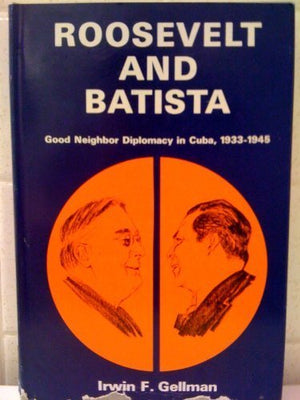 ROOSEVELT
AND
BATISTA
Good Neighbor Diplomacy in Cuba, 1933-1945
Irwin F. Gellman